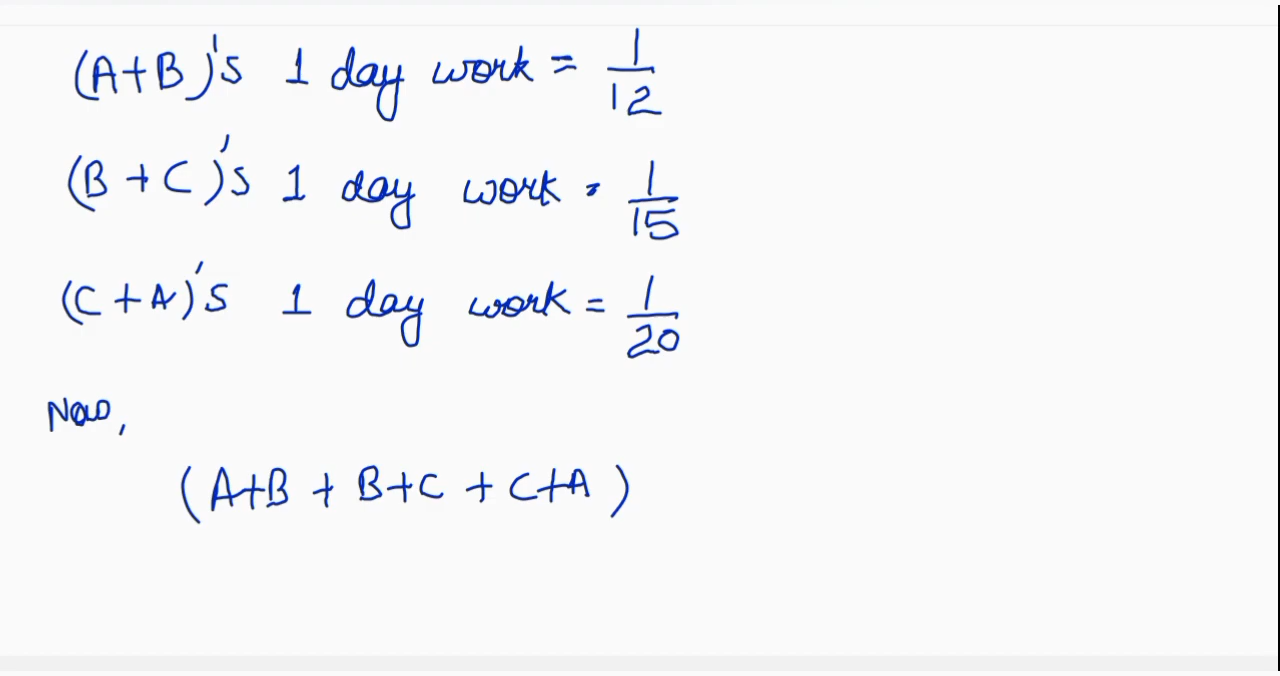 (A+B)'s 1 day work = 1/12
(B + C)'s 1 day work = 1/15
(C + A)'s 1 day work = 1/20
Now,
(A+B + B+C + C+A)